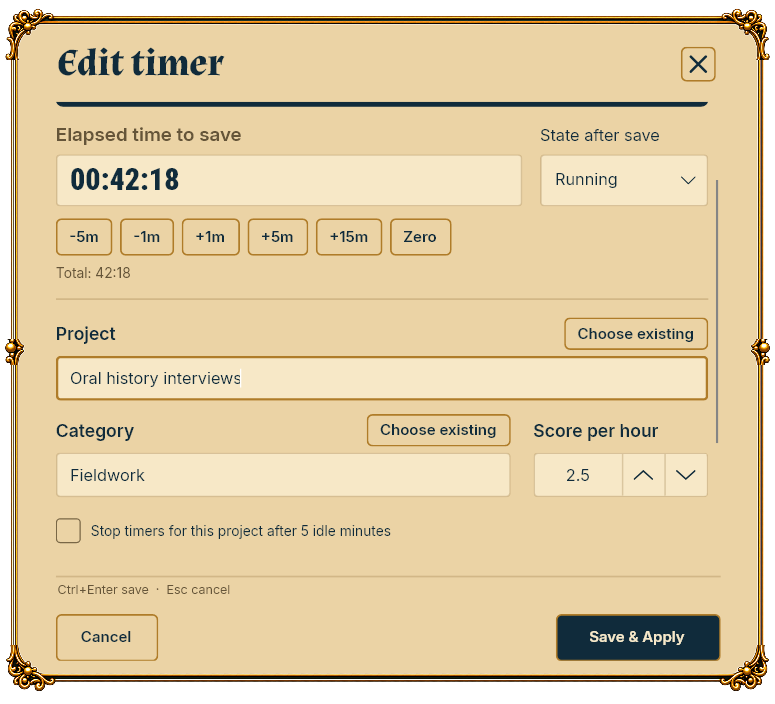 Edit timer
Elapsed time to save
State after save
00:42:18
Running
-5m -1m +1m +5m +15m Zero
Total: 42:18
Project
Choose existing
Oral history interviews
Category
Choose existing
Score per hour
Fieldwork
2.5
Stop timers for this project after 5 idle minutes
Ctrl+Enter save · Esc cancel
Cancel
Save & Apply